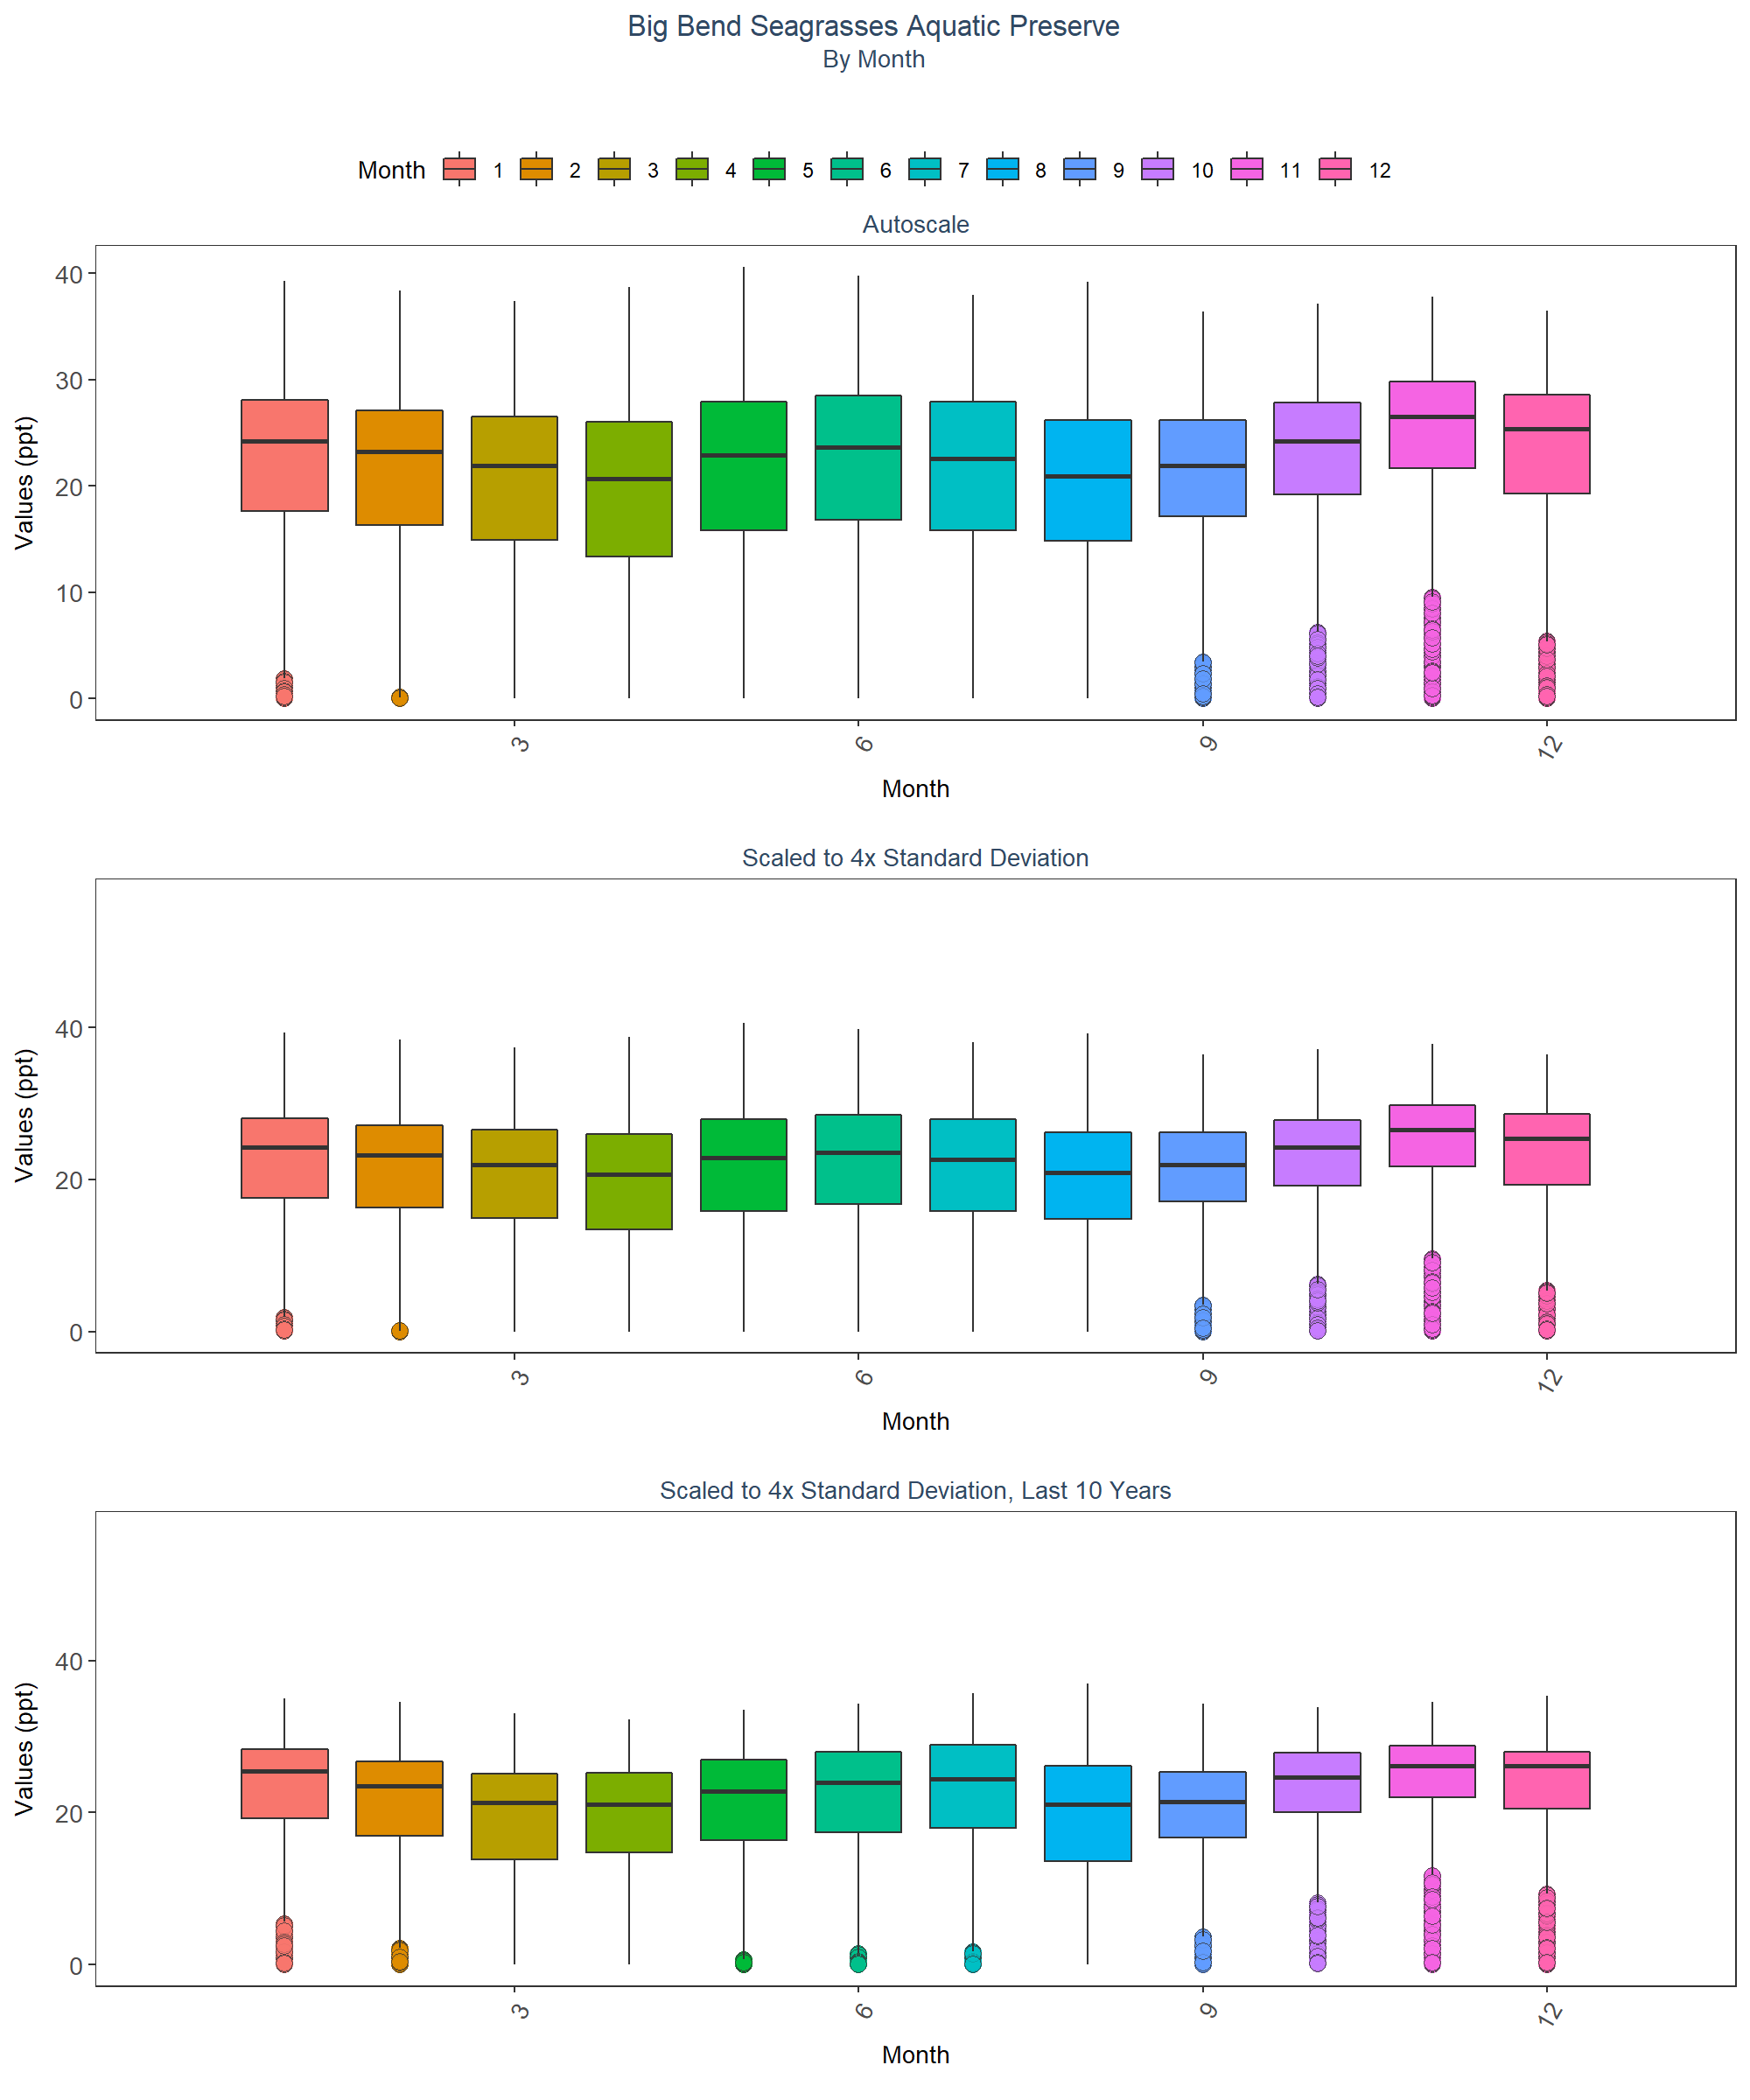 Big Bend Seagrasses Aquatic Preserve
By Month
Month 1 2 3 4 5 6 7 8 9 10 11 12
Autoscale
Values (ppt)
40
30
20
10
0
3 6 9 12
Month
Scaled to 4x Standard Deviation
Values (ppt)
40
20
0
3 6 9 12
Month
Scaled to 4x Standard Deviation, Last 10 Years
Values (ppt)
40
20
0
3 6 9 12
Month